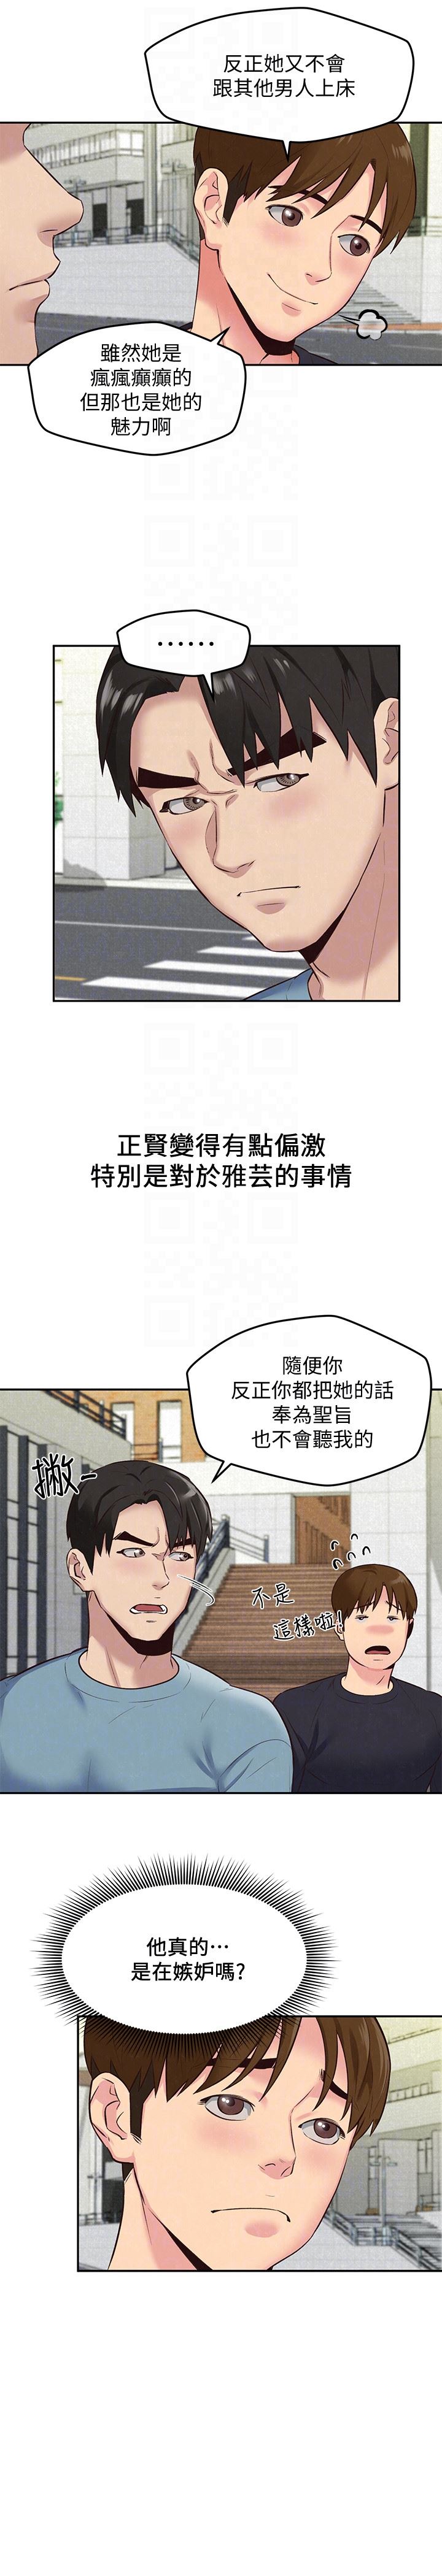 反正她又不會
跟其他男人上床
雖然她是
瘋瘋癲癲的
但那也是她的
魅力啊
······
正賢變得有點偏激
特別是對於雅芸的事情
隨便你
反正你都把她的話
奉為聖旨
也不會聽我的
撇~
不是
這樣啦!
他真的···
是在嫉妒嗎?